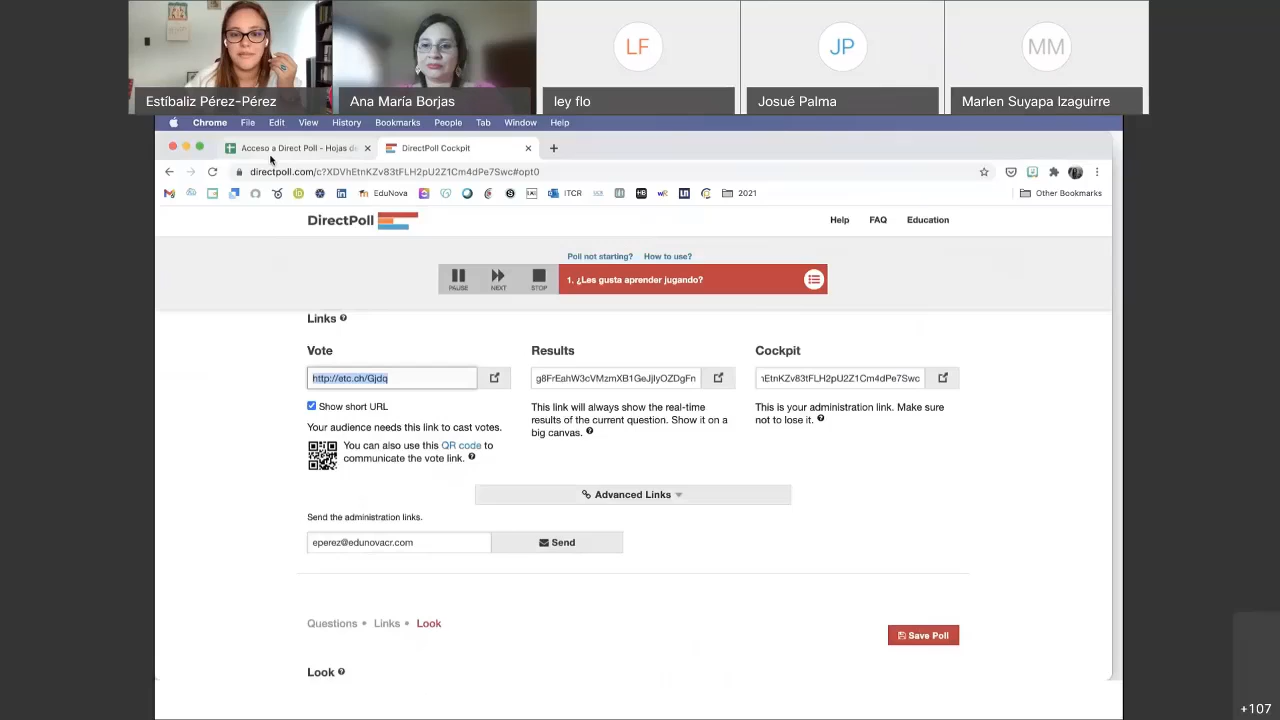 LF
JP
MM
Estíbaliz Pérez-Pérez
Ana María Borjas
ley flo
Josué Palma
Marlen Suyapa Izaguirre
Chrome File Edit View History Bookmarks People Tab Window Help
Acceso a Direct Poll - Hojas de
DirectPoll Cockpit
directpoll.com/c?XDVhEtnKZv83tFLH2pU2Z1Cm4dPe7Swc#opt0
EduNova
ITCR
2021
Other Bookmarks
DirectPoll
Help FAQ Education
Poll not starting? How to use?
PAUSE NEXT STOP
1. ¿Les gusta aprender jugando?
Links
Vote
Results
Cockpit
http://etc.ch/Gjdq
g8FrEahW3cVMzmXB1GeJjlyOZDgFn
EtnKZv83tFLH2pU2Z1Cm4dPe7Swc
Show short URL
Your audience needs this link to cast votes.
You can also use this QR code to
communicate the vote link.
This link will always show the real-time
results of the current question. Show it on a
big canvas.
This is your administration link. Make sure
not to lose it.
Advanced Links
Send the administration links.
eperez@edunovacr.com
Send
Questions • Links • Look
Save Poll
Look
+107